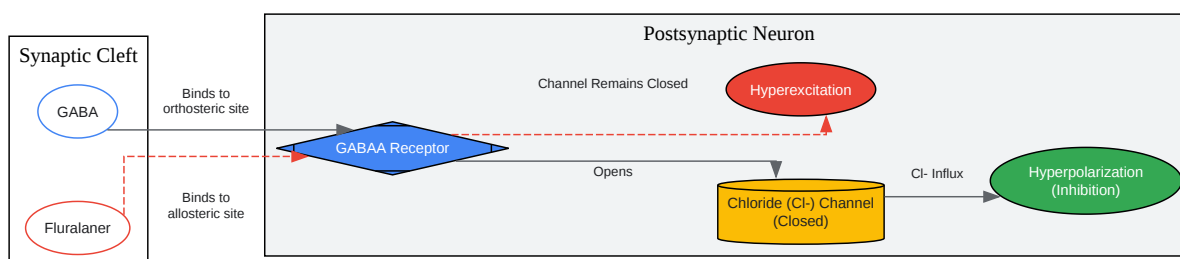 Synaptic Cleft
GABA
Fluralaner
Binds to
orthosteric site
Binds to
allosteric site
Postsynaptic Neuron
GABAA Receptor
Channel Remains Closed
Hyperexcitation
Opens
Chloride (Cl-) Channel
(Closed)
Cl- Influx
Hyperpolarization
(Inhibition)